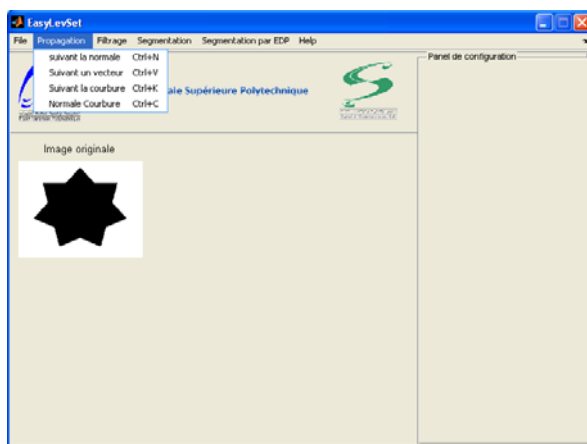 EasyLevSet
File Propagation Filtrage Segmentation Segmentation par EDP Help
suivant la normale Ctrl+N
Suivant un vecteur Ctrl+V
Suivant la courbure Ctrl+K
Normale Courbure Ctrl+C
ale Supérieure Polytechnique
Panel de configuration
Image originale